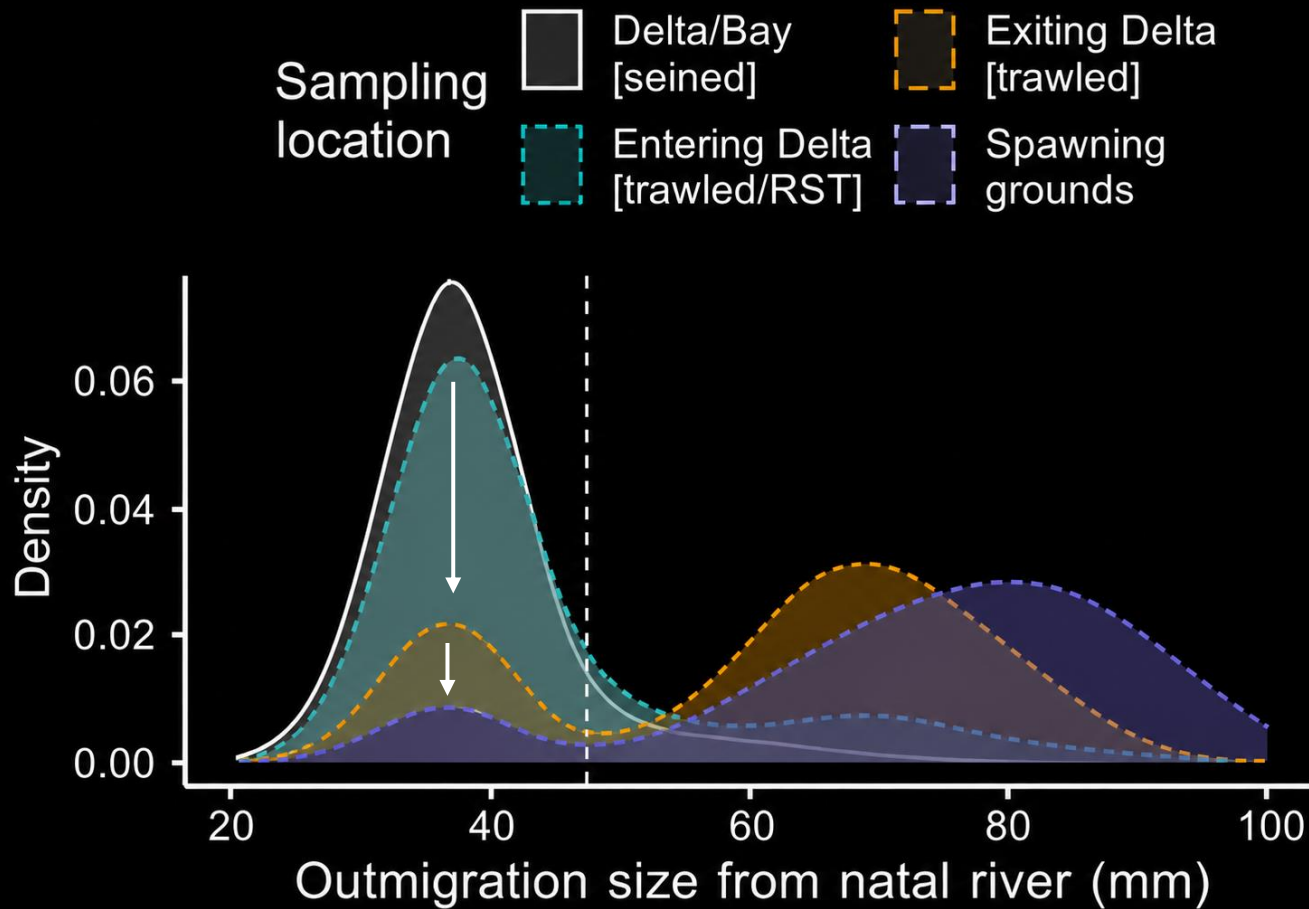 Sampling
location
Delta/Bay
[seined]
Entering Delta
[trawled/RST]
Exiting Delta
[trawled]
Spawning
grounds
Density
0.06
0.04
0.02
0.00
20 40 60 80 100
Outmigration size from natal river (mm)